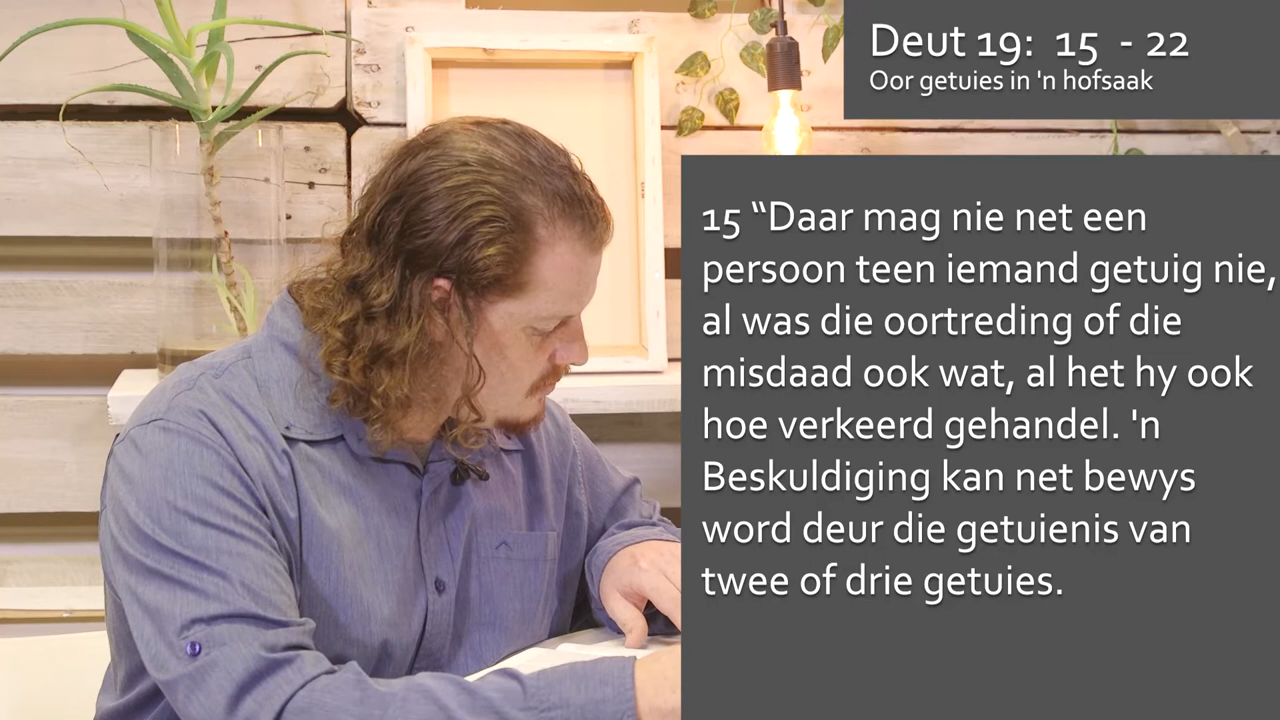 Deut 19: 15 - 22
Oor getuies in 'n hofsaak
15 “Daar mag nie net een
persoon teen iemand getuig nie,
al was die oortreding of die
misdaad ook wat, al het hy ook
hoe verkeerd gehandel. 'n
Beskuldiging kan net bewys
word deur die getuienis van
twee of drie getuies.